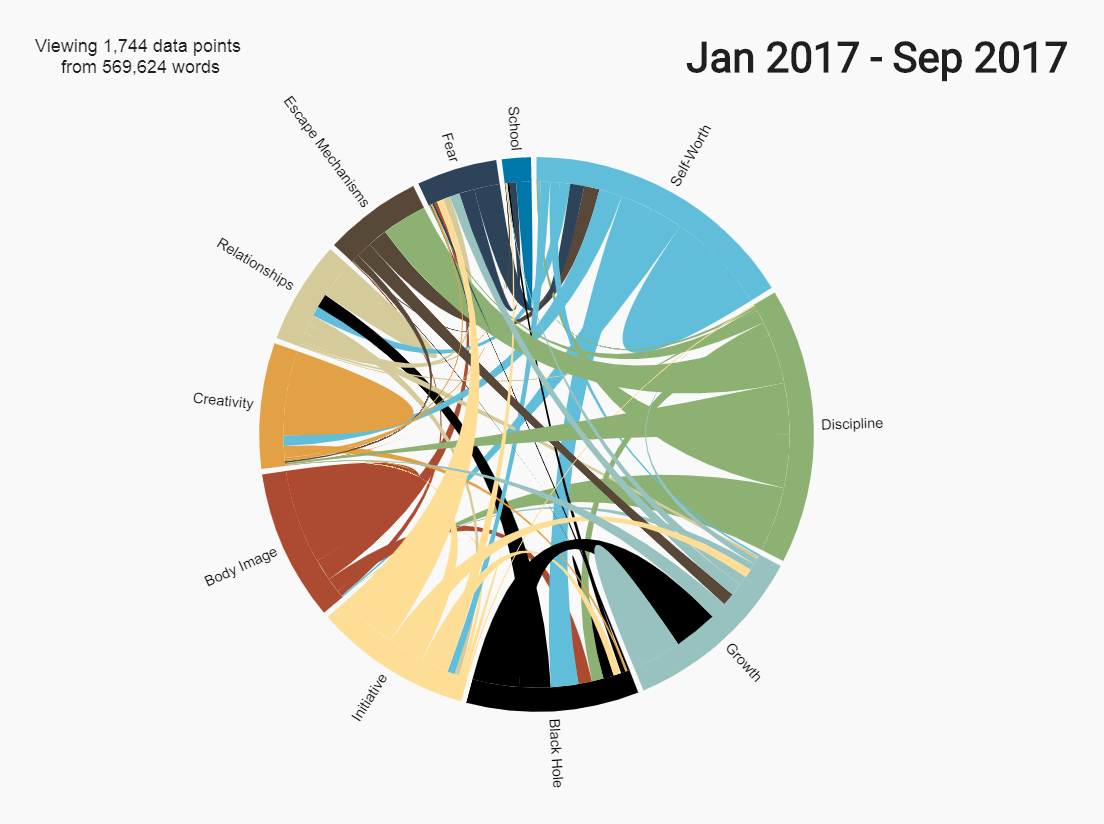 Viewing 1,744 data points
from 569,624 words
Jan 2017 - Sep 2017
School
Self-Worth
Fear
Escape Mechanisms
Relationships
Creativity
Discipline
Body Image
Growth
Initiative
Black Hole